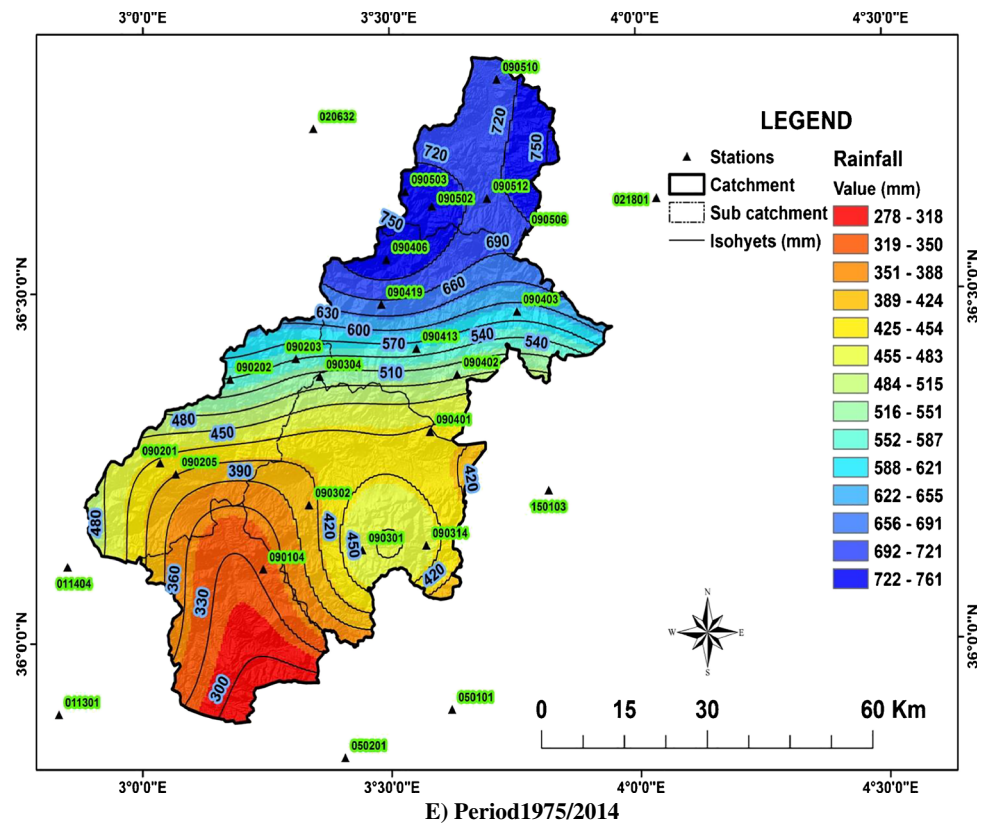 3°0'0"E 3°30'0"E 4°0'0"E 4°30'0"E
090510
020632
720
750
720
090503
090512
090502
021801
750
090506
690
090406
660
090419
090403
630
600
570
090413
540
540
090203
090304
090402
090202
510
480
450
090401
090201
090205
390
420
090302
150103
480
420
450
090301
090314
090104
420
360
330
011404
300
011301
050101
050201
36°30'0"N
36°0'0"N
36°30'0"N
36°0'0"N
LEGEND
Stations
Catchment
Sub catchment
Isohyets (mm)
Rainfall
Value (mm)
278 - 318
319 - 350
351 - 388
389 - 424
425 - 454
455 - 483
484 - 515
516 - 551
552 - 587
588 - 621
622 - 655
656 - 691
692 - 721
722 - 761
N
W E
S
0 15 30 60 Km
3°0'0"E 3°30'0"E 4°0'0"E 4°30'0"E
E) Period1975/2014